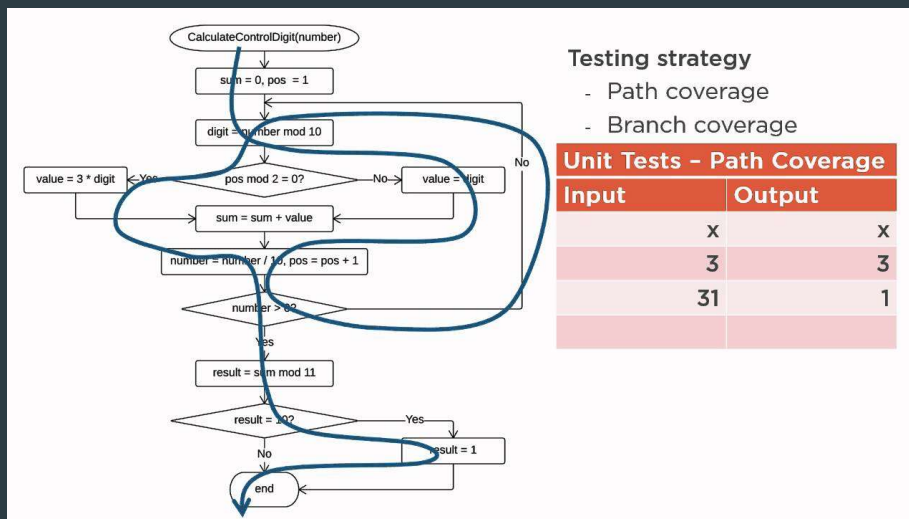 CalculateControlDigit(number)
sum = 0, pos = 1
digit = number mod 10
pos mod 2 = 0?
Yes
No
value = 3 * digit
value = digit
No
sum = sum + value
number = number / 10, pos = pos + 1
number > 0?
Yes
result = sum mod 11
result = 10?
Yes
No
result = 1
end
Testing strategy
- Path coverage
- Branch coverage
Unit Tests – Path Coverage
Input Output
x x
3 3
31 1